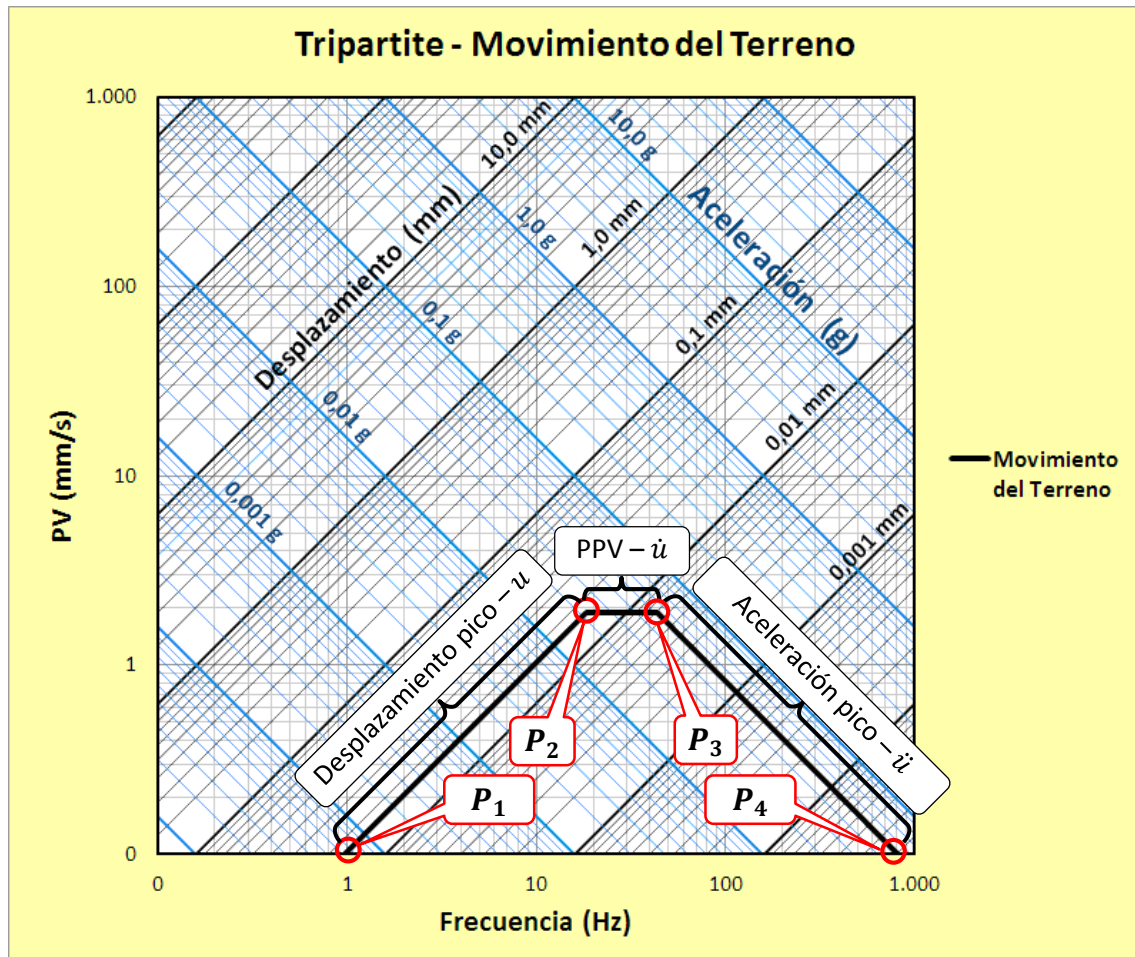 Tripartite - Movimiento del Terreno
1.000
100
10
1
0
PV (mm/s)
10,0 mm
10,0 g
Desplazamiento (mm)
1,0 g
1,0 mm
Aceleración (g)
0,1 g
0,1 mm
0,01 g
0,01 mm
0,001 g
0,001 mm
Movimiento
del Terreno
PPV – u̇
Desplazamiento pico – u
Aceleración pico – ü
P₂
P₃
P₁
P₄
0
1
10
100
1.000
Frecuencia (Hz)